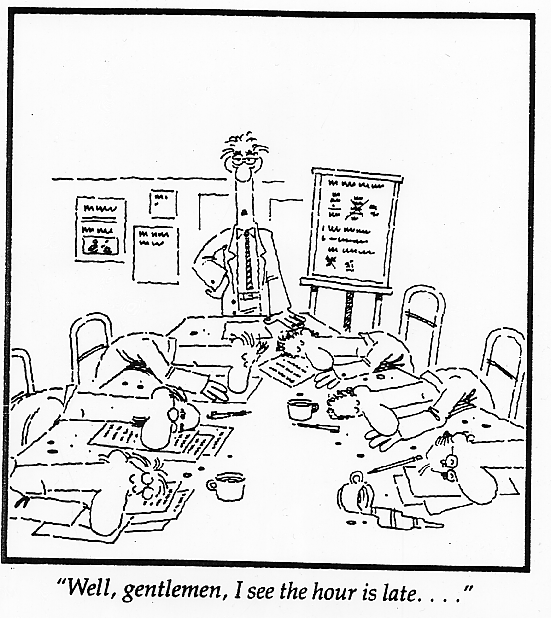 “Well, gentlemen, I see the hour is late. . . .”